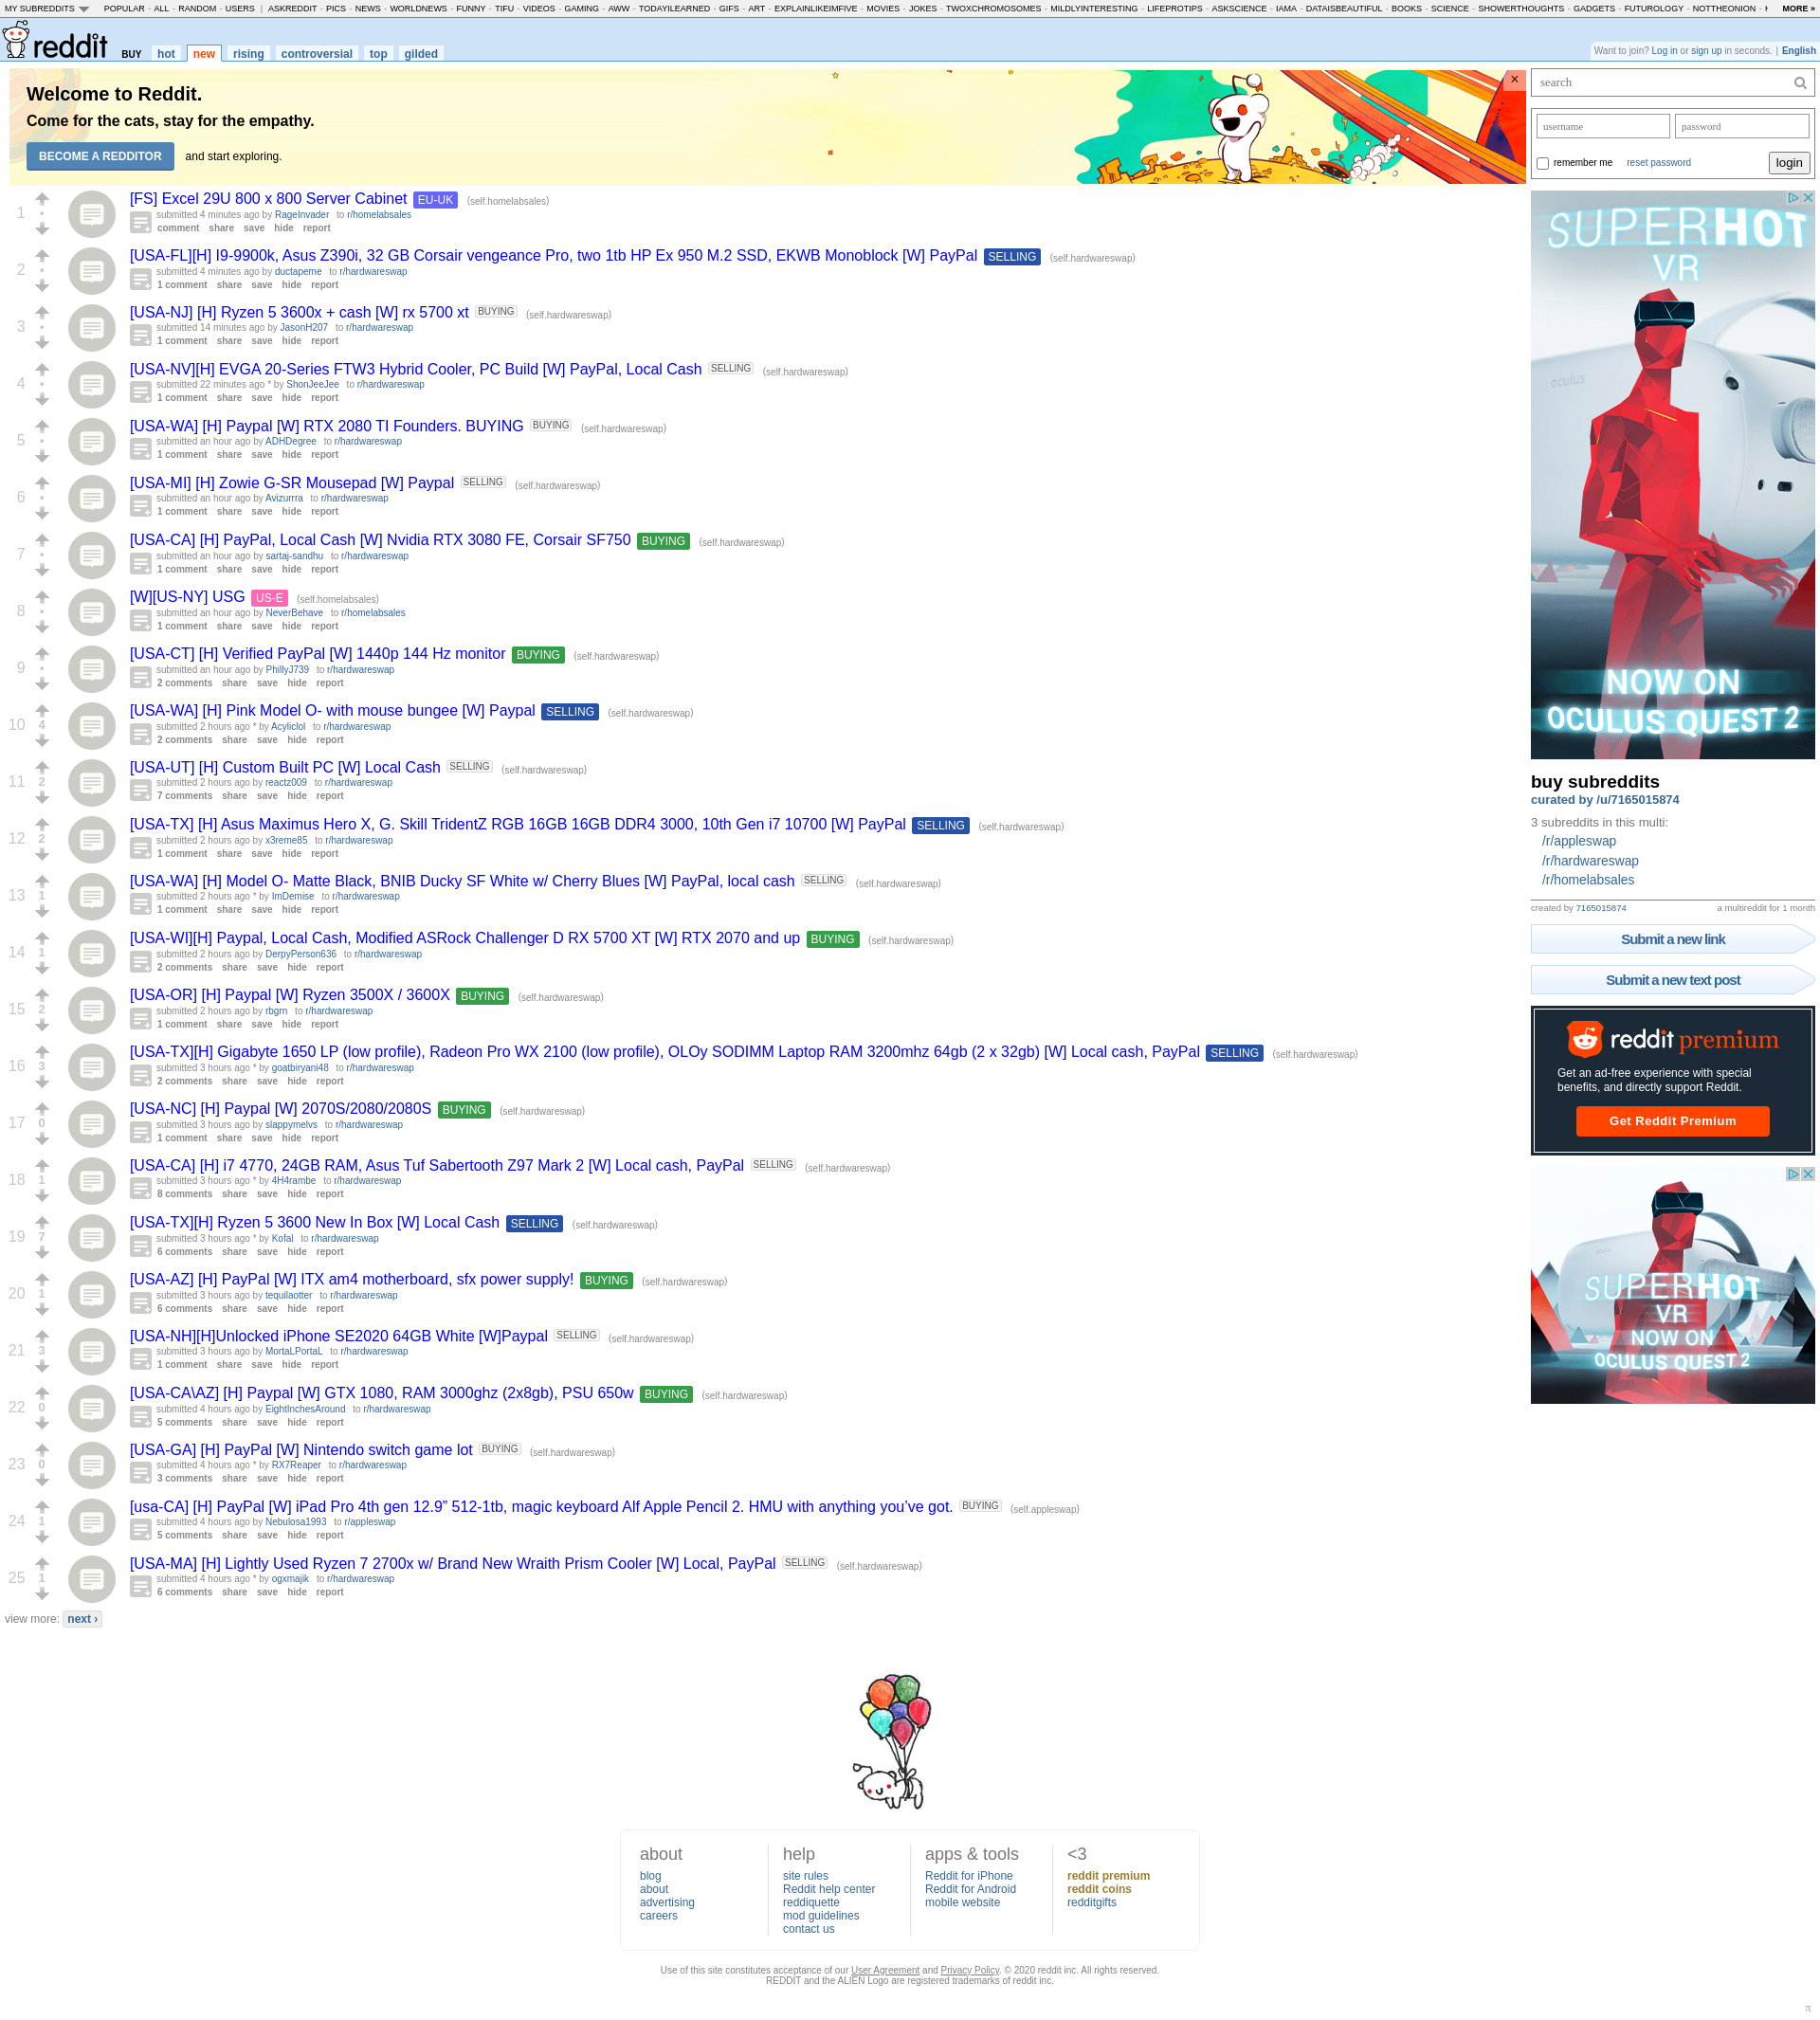 MY SUBREDDITS POPULAR - ALL - RANDOM - USERS | ASKREDDIT - PICS - NEWS - WORLDNEWS - FUNNY - TIFU - VIDEOS - GAMING - AWW - TODAYILEARNED - GIFS - ART - EXPLAINLIKEIMFIVE - MOVIES - JOKES - TWOXCHROMOSOMES - MILDLYINTERESTING - LIFEPROTIPS - ASKSCIENCE - IAMA - DATAISBEAUTIFUL - BOOKS - SCIENCE - SHOWERTHOUGHTS - GADGETS - FUTUROLOGY - NOTTHEONION - MORE »
reddit BUY hot new rising controversial top gilded
Want to join? Log in or sign up in seconds. | English
Welcome to Reddit.
Come for the cats, stay for the empathy.
BECOME A REDDITOR and start exploring.
1 [FS] Excel 29U 800 x 800 Server Cabinet EU-UK (self.homelabsales)
submitted 4 minutes ago by RageInvader to r/homelabsales
comment share save hide report
2 [USA-FL][H] I9-9900k, Asus Z390i, 32 GB Corsair vengeance Pro, two 1tb HP Ex 950 M.2 SSD, EKWB Monoblock [W] PayPal SELLING (self.hardwareswap)
submitted 4 minutes ago by ductapeme to r/hardwareswap
1 comment share save hide report
3 [USA-NJ] [H] Ryzen 5 3600x + cash [W] rx 5700 xt BUYING (self.hardwareswap)
submitted 14 minutes ago by JasonH207 to r/hardwareswap
1 comment share save hide report
4 [USA-NV][H] EVGA 20-Series FTW3 Hybrid Cooler, PC Build [W] PayPal, Local Cash SELLING (self.hardwareswap)
submitted 22 minutes ago * by ShonJeeJee to r/hardwareswap
1 comment share save hide report
5 [USA-WA] [H] Paypal [W] RTX 2080 TI Founders. BUYING BUYING (self.hardwareswap)
submitted an hour ago by ADHDegree to r/hardwareswap
1 comment share save hide report
6 [USA-MI] [H] Zowie G-SR Mousepad [W] Paypal SELLING (self.hardwareswap)
submitted an hour ago by Avizurrra to r/hardwareswap
1 comment share save hide report
7 [USA-CA] [H] PayPal, Local Cash [W] Nvidia RTX 3080 FE, Corsair SF750 BUYING (self.hardwareswap)
submitted an hour ago by sartaj-sandhu to r/hardwareswap
1 comment share save hide report
8 [W][US-NY] USG US-E (self.homelabsales)
submitted an hour ago by NeverBehave to r/homelabsales
1 comment share save hide report
9 [USA-CT] [H] Verified PayPal [W] 1440p 144 Hz monitor BUYING (self.hardwareswap)
submitted an hour ago by PhillyJ739 to r/hardwareswap
2 comments share save hide report
10 4 [USA-WA] [H] Pink Model O- with mouse bungee [W] Paypal SELLING (self.hardwareswap)
submitted 2 hours ago * by Acyliclol to r/hardwareswap
2 comments share save hide report
11 2 [USA-UT] [H] Custom Built PC [W] Local Cash SELLING (self.hardwareswap)
submitted 2 hours ago by reactz009 to r/hardwareswap
7 comments share save hide report
12 2 [USA-TX] [H] Asus Maximus Hero X, G. Skill TridentZ RGB 16GB 16GB DDR4 3000, 10th Gen i7 10700 [W] PayPal SELLING (self.hardwareswap)
submitted 2 hours ago by x3reme85 to r/hardwareswap
1 comment share save hide report
13 1 [USA-WA] [H] Model O- Matte Black, BNIB Ducky SF White w/ Cherry Blues [W] PayPal, local cash SELLING (self.hardwareswap)
submitted 2 hours ago * by ImDemise to r/hardwareswap
1 comment share save hide report
14 1 [USA-WI][H] Paypal, Local Cash, Modified ASRock Challenger D RX 5700 XT [W] RTX 2070 and up BUYING (self.hardwareswap)
submitted 2 hours ago by DerpyPerson636 to r/hardwareswap
2 comments share save hide report
15 2 [USA-OR] [H] Paypal [W] Ryzen 3500X / 3600X BUYING (self.hardwareswap)
submitted 2 hours ago by rbgrn to r/hardwareswap
1 comment share save hide report
16 3 [USA-TX][H] Gigabyte 1650 LP (low profile), Radeon Pro WX 2100 (low profile), OLOy SODIMM Laptop RAM 3200mhz 64gb (2 x 32gb) [W] Local cash, PayPal SELLING (self.hardwareswap)
submitted 3 hours ago * by goatbiryani48 to r/hardwareswap
2 comments share save hide report
17 0 [USA-NC] [H] Paypal [W] 2070S/2080/2080S BUYING (self.hardwareswap)
submitted 3 hours ago by slappymelvs to r/hardwareswap
1 comment share save hide report
18 1 [USA-CA] [H] i7 4770, 24GB RAM, Asus Tuf Sabertooth Z97 Mark 2 [W] Local cash, PayPal SELLING (self.hardwareswap)
submitted 3 hours ago * by 4H4rambe to r/hardwareswap
8 comments share save hide report
19 7 [USA-TX][H] Ryzen 5 3600 New In Box [W] Local Cash SELLING (self.hardwareswap)
submitted 3 hours ago * by Kofal to r/hardwareswap
6 comments share save hide report
20 1 [USA-AZ] [H] PayPal [W] ITX am4 motherboard, sfx power supply! BUYING (self.hardwareswap)
submitted 3 hours ago by tequilaotter to r/hardwareswap
6 comments share save hide report
21 3 [USA-NH][H]Unlocked iPhone SE2020 64GB White [W]Paypal SELLING (self.hardwareswap)
submitted 3 hours ago by MortaLPortaL to r/hardwareswap
1 comment share save hide report
22 0 [USA-CA\AZ] [H] Paypal [W] GTX 1080, RAM 3000ghz (2x8gb), PSU 650w BUYING (self.hardwareswap)
submitted 4 hours ago by EightInchesAround to r/hardwareswap
5 comments share save hide report
23 0 [USA-GA] [H] PayPal [W] Nintendo switch game lot BUYING (self.hardwareswap)
submitted 4 hours ago * by RX7Reaper to r/hardwareswap
3 comments share save hide report
24 1 [usa-CA] [H] PayPal [W] iPad Pro 4th gen 12.9” 512-1tb, magic keyboard Alf Apple Pencil 2. HMU with anything you’ve got. BUYING (self.appleswap)
submitted 4 hours ago by Nebulosa1993 to r/appleswap
5 comments share save hide report
25 1 [USA-MA] [H] Lightly Used Ryzen 7 2700x w/ Brand New Wraith Prism Cooler [W] Local, PayPal SELLING (self.hardwareswap)
submitted 4 hours ago * by ogxmajik to r/hardwareswap
6 comments share save hide report
view more: next ›
search
username password
remember me reset password login
SUPERHOT
VR
oculus
NOW ON
OCULUS QUEST 2
buy subreddits
curated by /u/7165015874
3 subreddits in this multi:
/r/appleswap
/r/hardwareswap
/r/homelabsales
created by 7165015874 a multireddit for 1 month
Submit a new link
Submit a new text post
reddit premium
Get an ad-free experience with special
benefits, and directly support Reddit.
Get Reddit Premium
SUPERHOT
VR
NOW ON
OCULUS QUEST 2
about help apps & tools <3
blog site rules Reddit for iPhone reddit premium
about Reddit help center Reddit for Android reddit coins
advertising reddiquette mobile website redditgifts
careers mod guidelines
contact us
Use of this site constitutes acceptance of our User Agreement and Privacy Policy. © 2020 reddit inc. All rights reserved.
REDDIT and the ALIEN Logo are registered trademarks of reddit inc.
π